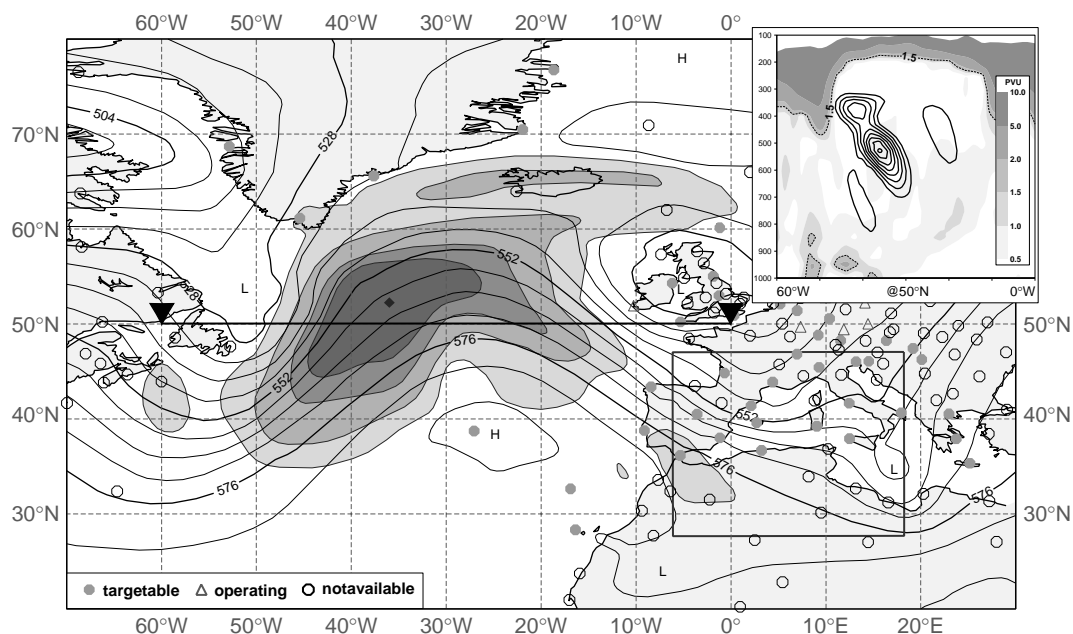 60°W 50°W 40°W 30°W 20°W 10°W 0°
100
200
300
400
500
600
700
800
900
1000
1.5
1.5
PVU
10.0
5.0
2.0
1.5
1.0
0.5
60°W @50°N 0°W
H
504
528
70°N
60°N
552
L
528
50°N 50°N
576
552
552
40°N 40°N
H
576
L
576
576
30°N 30°N
L
targetable operating notavailable
60°W 50°W 40°W 30°W 20°W 10°W 0° 10°E 20°E